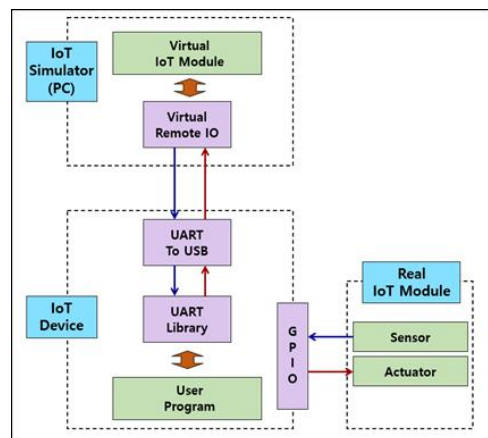 IoT
Simulator
(PC)
Virtual
IoT Module
Virtual
Remote IO
UART
To USB
IoT
Device
UART
Library
User
Program
G
P
I
O
Real
IoT Module
Sensor
Actuator